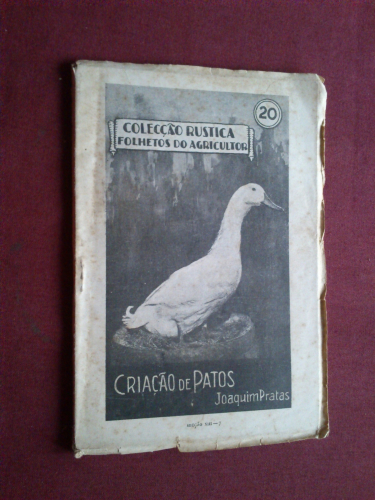 20
COLECÇÃO RUSTICA
FOLHETOS DO AGRICULTOR
CRIAÇÃO DE PATOS
Joaquim Pratas